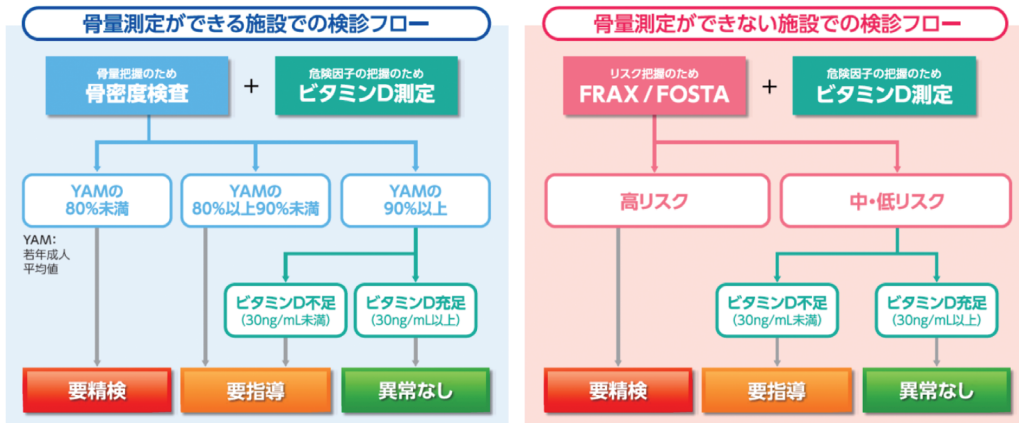 骨量測定ができる施設での検診フロー
骨量把握のため
骨密度検査
+
危険因子の把握のため
ビタミンD測定
YAMの
80%未満
YAMの
80%以上90%未満
YAMの
90%以上
YAM:
若年成人
平均値
ビタミンD不足
(30ng/mL未満)
ビタミンD充足
(30ng/mL以上)
要精検
要指導
異常なし
骨量測定ができない施設での検診フロー
リスク把握のため
FRAX/FOSTA
+
危険因子の把握のため
ビタミンD測定
高リスク
中・低リスク
ビタミンD不足
(30ng/mL未満)
ビタミンD充足
(30ng/mL以上)
要精検
要指導
異常なし